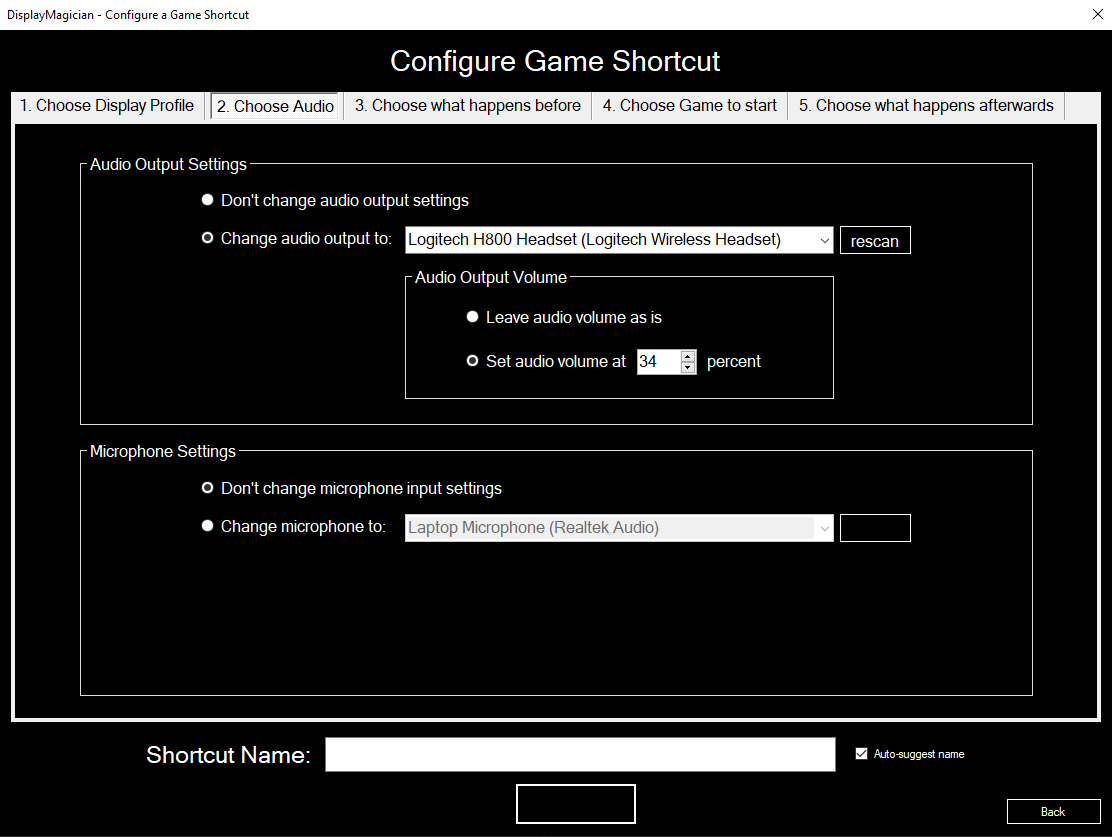 DisplayMagician - Configure a Game Shortcut
Configure Game Shortcut
1. Choose Display Profile 2. Choose Audio 3. Choose what happens before 4. Choose Game to start 5. Choose what happens afterwards
Audio Output Settings
Don't change audio output settings
Change audio output to: Logitech H800 Headset (Logitech Wireless Headset) rescan
Audio Output Volume
Leave audio volume as is
Set audio volume at 34 percent
Microphone Settings
Don't change microphone input settings
Change microphone to: Laptop Microphone (Realtek Audio)
Shortcut Name: Auto-suggest name
Back